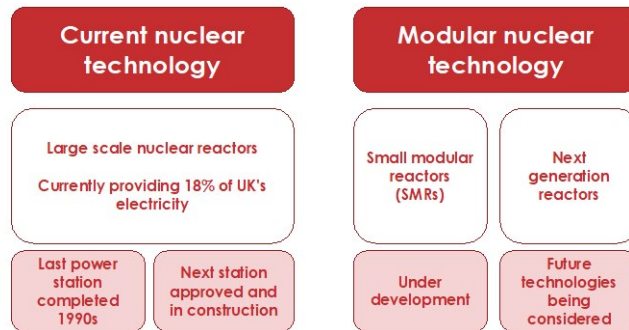 Current nuclear
technology
Large scale nuclear reactors
Currently providing 18% of UK's
electricity
Last power
station
completed
1990s
Next station
approved and
in construction
Modular nuclear
technology
Small modular
reactors
(SMRs)
Next
generation
reactors
Under
development
Future
technologies
being
considered